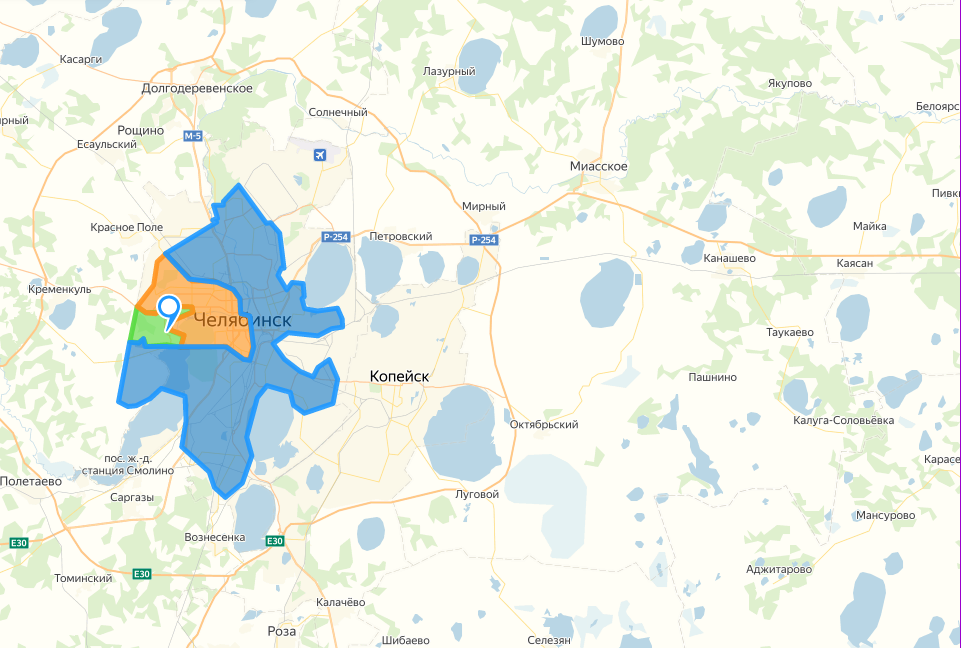 Шумово
Касарги
Лазурный
Якупово
Долгодеревенское
Солнечный
Белоярс
рный
Рощино
М-5
Есаульский
Миасское
Пивки
Мирный
Красное Поле
Р-254
Петровский
Р-254
Майка
Канашево
Каясан
Кременкуль
Челябинск
Таукаево
Копейск
Пашнино
Октябрьский
Калуга-Соловьёвка
пос. ж.-д.
станция Смолино
Карасе
Полетаево
Саргазы
Луговой
Мансурово
Вознесенка
E30
E30
Томинский
E30
Аджитарово
Калачёво
Роза
Шибаево
Селезян